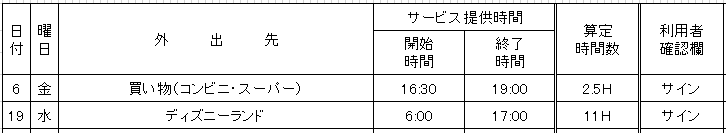 日付 曜日 外出先 サービス提供時間 算定時間数 利用者確認欄
開始時間 終了時間
6 金 買い物(コンビニ・スーパー) 16:30 19:00 2.5H サイン
19 水 ディズニーランド 6:00 17:00 11H サイン